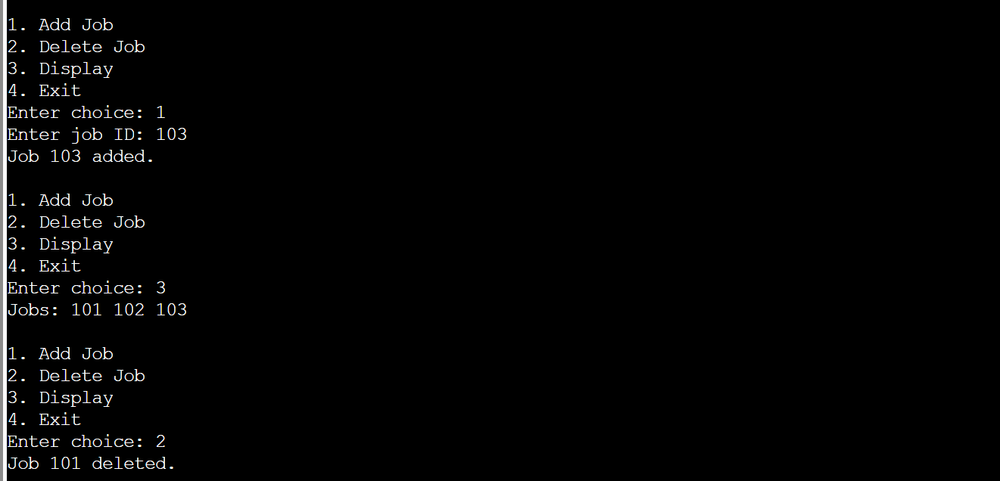 1. Add Job
2. Delete Job
3. Display
4. Exit
Enter choice: 1
Enter job ID: 103
Job 103 added.
1. Add Job
2. Delete Job
3. Display
4. Exit
Enter choice: 3
Jobs: 101 102 103
1. Add Job
2. Delete Job
3. Display
4. Exit
Enter choice: 2
Job 101 deleted.